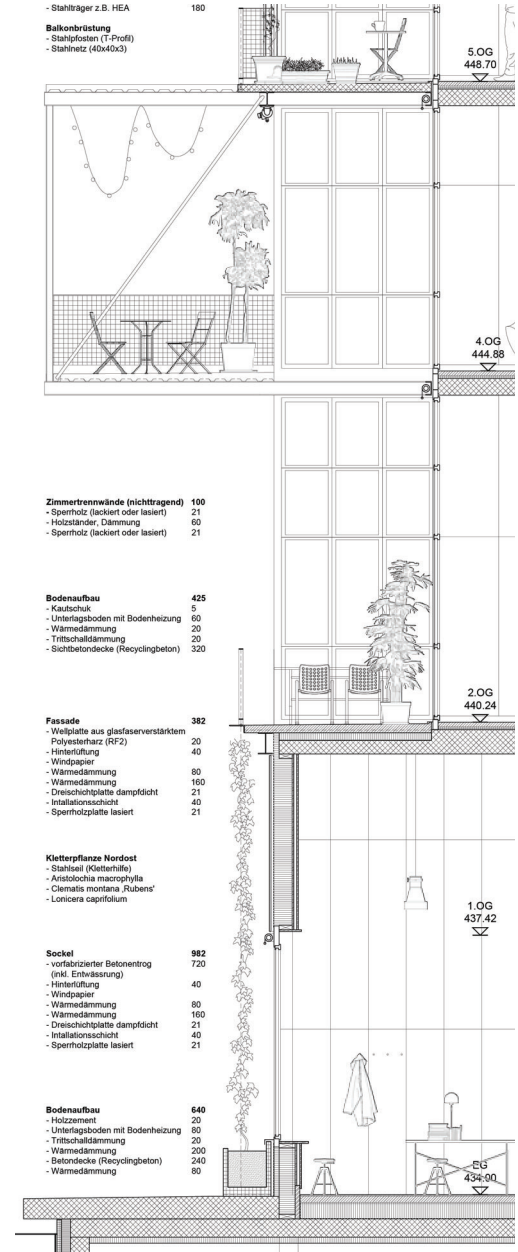 - Stahlträger z.B. HEA 180
Balkonbrüstung
- Stahlpfosten (T-Profil)
- Stahlnetz (40x40x3)
5.OG
448.70
4.OG
444.88
Zimmertrennwände (nichttragend) 100
- Sperrholz (lackiert oder lasiert) 21
- Holzständer, Dämmung 60
- Sperrholz (lackiert oder lasiert) 21
Bodenaufbau 425
- Kautschuk 5
- Unterlagsboden mit Bodenheizung 60
- Wärmedämmung 20
- Trittschalldämmung 20
- Sichtbetondecke (Recyclingbeton) 320
2.OG
440.24
Fassade 382
- Wellplatte aus glasfaserverstärktem
Polyesterharz (RF2) 20
- Hinterlüftung 40
- Windpapier
- Wärmedämmung 80
- Wärmedämmung 160
- Dreischichtplatte dampfdicht 21
- Intallationsschicht 40
- Sperrholzplatte lasiert 21
Kletterpflanze Nordost
- Stahlseil (Kletterhilfe)
- Aristolochia macrophylla
- Clematis montana ,Rubens'
- Lonicera caprifolium
1.OG
437.42
Sockel 982
- vorfabrizierter Betonentrog 720
(inkl. Entwässrung)
- Hinterlüftung 40
- Windpapier
- Wärmedämmung 80
- Wärmedämmung 160
- Dreischichtplatte dampfdicht 21
- Intallationsschicht 40
- Sperrholzplatte lasiert 21
Bodenaufbau 640
- Holzzement 20
- Unterlagsboden mit Bodenheizung 80
- Trittschalldämmung 20
- Wärmedämmung 200
- Betondecke (Recyclingbeton) 240
- Wärmedämmung 80
EG
434.00